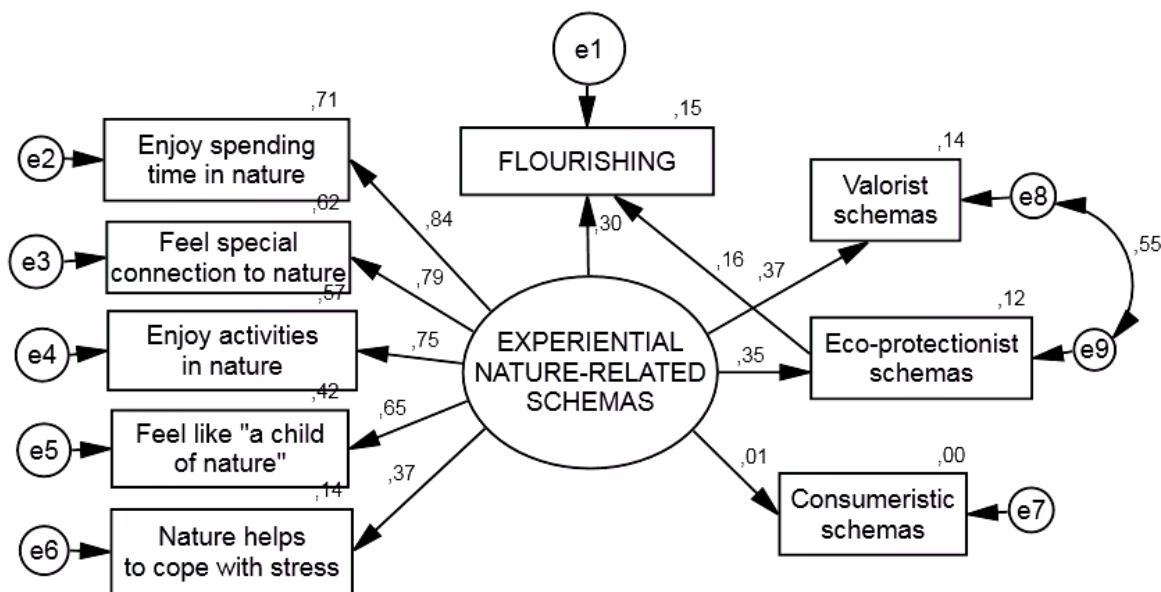 e1
,71
,15
e2
Enjoy spending
time in nature
FLOURISHING
,14
Valorist
schemas
e8
,62
,84
,30
e3
Feel special
connection to nature
,79
,16
,37
,55
,57
,12
e4
Enjoy activities
in nature
,75
EXPERIENTIAL
NATURE-RELATED
SCHEMAS
,35
Eco-protectionist
schemas
e9
,42
,65
e5
Feel like "a child
of nature"
,14
,37
,01
,00
e6
Nature helps
to cope with stress
Consumeristic
schemas
e7